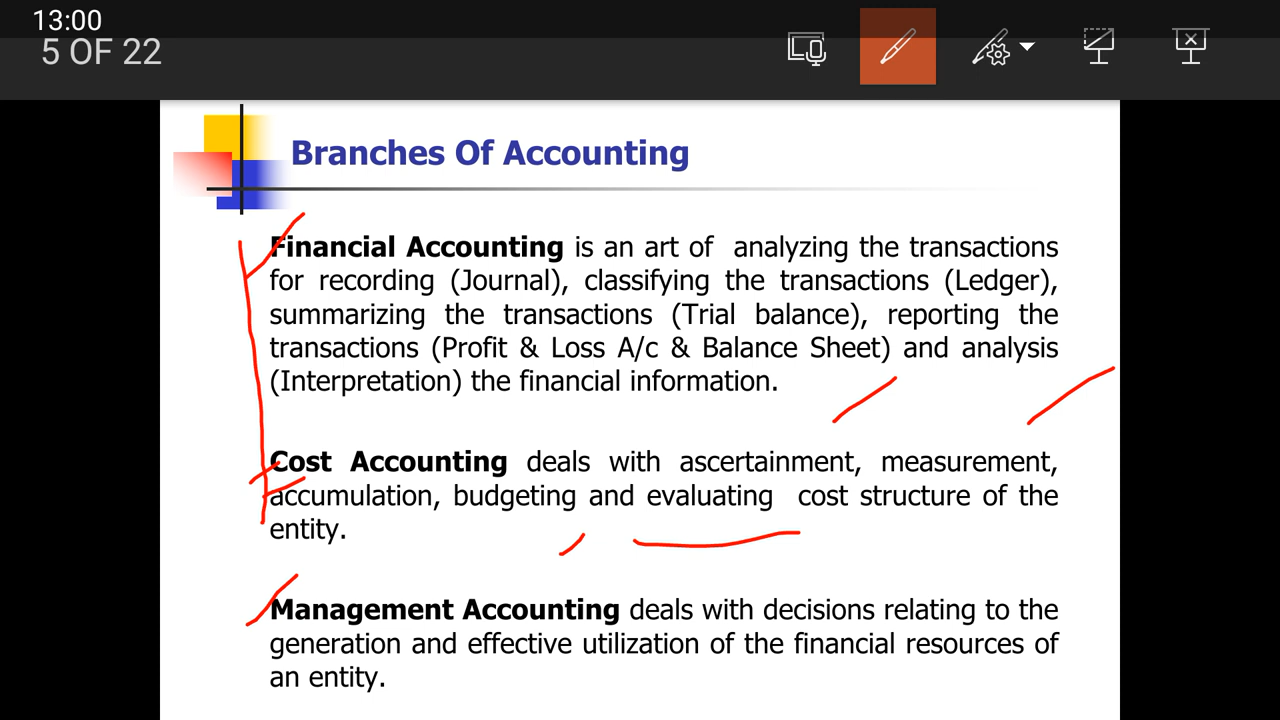 13:00
5 OF 22
Branches Of Accounting
Financial Accounting is an art of analyzing the transactions
for recording (Journal), classifying the transactions (Ledger),
summarizing the transactions (Trial balance), reporting the
transactions (Profit & Loss A/c & Balance Sheet) and analysis
(Interpretation) the financial information.
Cost Accounting deals with ascertainment, measurement,
accumulation, budgeting and evaluating cost structure of the
entity.
Management Accounting deals with decisions relating to the
generation and effective utilization of the financial resources of
an entity.